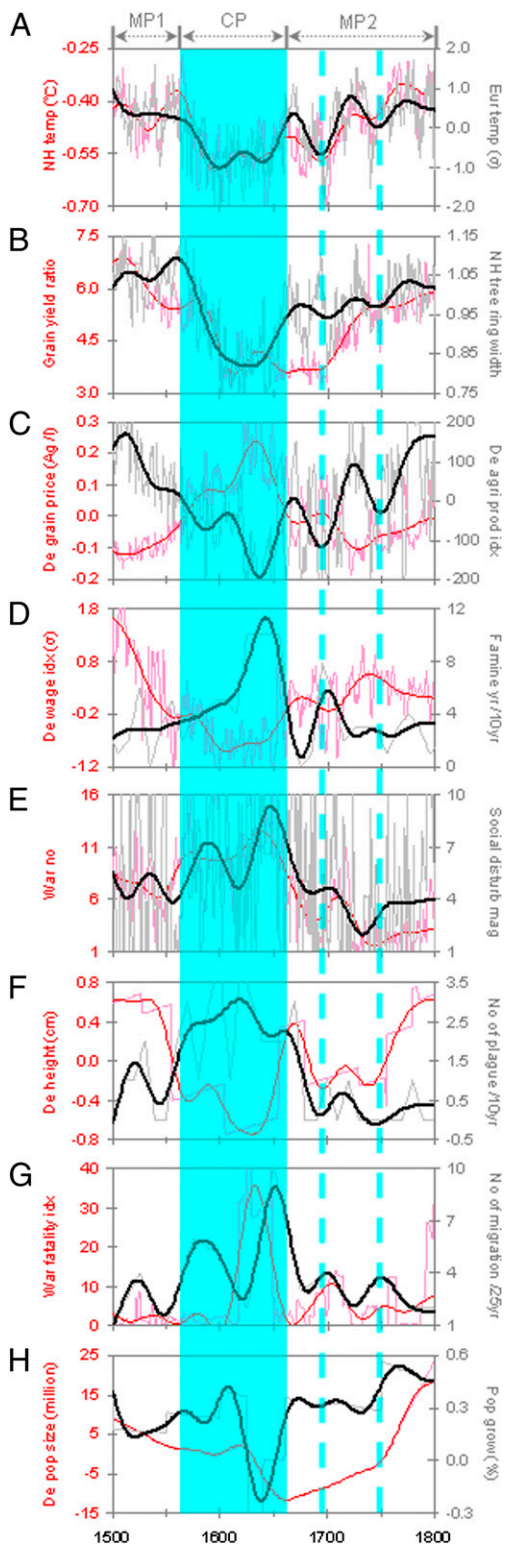 MP1 CP MP2
A
-0.25 2.0
-0.40 1.0
0.0
-0.55 -1.0
-0.70 -2.0
NH temp (°C)
Eur temp (σ)
B
7.5 1.15
6.0 1.05
0.95
4.5 0.85
3.0 0.75
Grain yield ratio
NH tree ring width
C
0.3 200
0.2 100
0.1 0
0.0
-0.1 -100
-0.2 -200
De grain price (Ag/l)
De agri prod idx
D
1.8 12
0.8 8
-0.2 4
-1.2 0
De wage idx (σ)
Famine yr/10yr
E
16 10
11 7
6 4
1 1
War no
Social disturb mag
F
0.8 3.5
0.4 2.5
0.0 1.5
-0.4 0.5
-0.8 -0.5
De height (cm)
No of plague /10yr
G
40 10
30 7
20
10 4
0 1
War fatality idx
No of migration /25yr
H
25 0.6
15 0.3
5
-5 0.0
-15 -0.3
De pop size (million)
Pop grow (%)
1500 1600 1700 1800